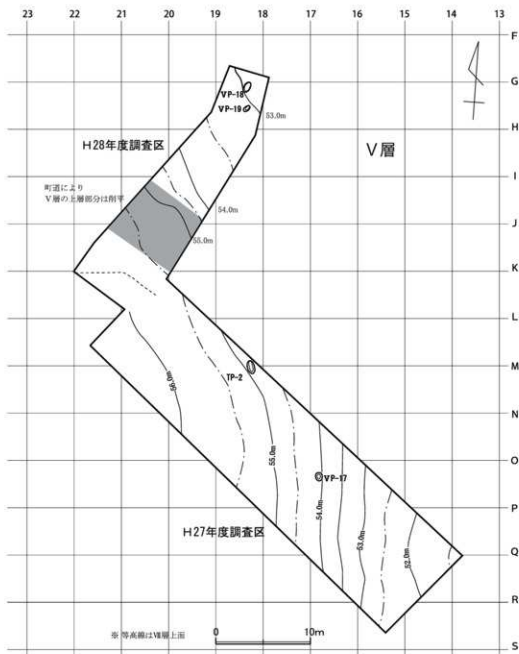 23 22 21 20 19 18 17 16 15 14 13
F
G
VP-18
VP-19
53.0m
H
H28年度調査区
V層
I
町道により
V層の上層部分は削平
54.0m
J
55.0m
K
L
M
TP-2
56.0m
N
55.0m
O
VP-17
54.0m
53.0m
H27年度調査区
Q
52.0m
R
※ 等高線はⅧ層上面
0 10m
S